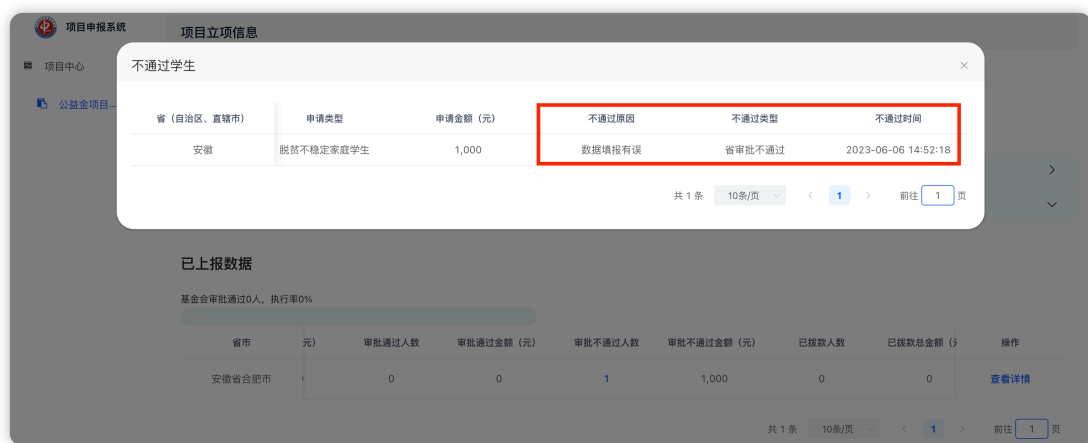 项目申报系统
项目立项信息
项目中心
公益金项目...
不通过学生
省（自治区、直辖市） 申请类型 申请金额（元） 不通过原因 不通过类型 不通过时间
安徽 脱贫不稳定家庭学生 1,000 数据填报有误 省审批不通过 2023-06-06 14:52:18
共 1 条 10条/页 1 前往 1 页
已上报数据
基金会审批通过0人，执行率0%
省市 元） 审批通过人数 审批通过金额（元） 审批不通过人数 审批不通过金额（元） 已拨款人数 已拨款总金额（ 操作
安徽省合肥市 0 0 1 1,000 0 0 查看详情
共 1 条 10条/页 1 前往 1 页